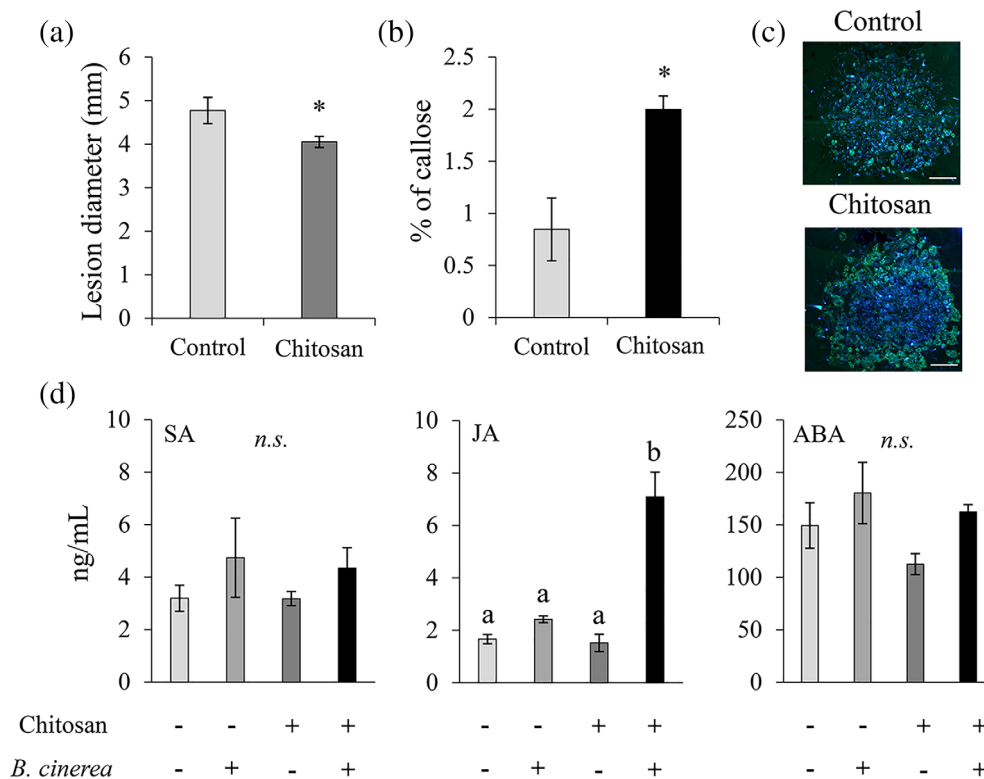 (a)
Lesion diameter (mm)
6
5
4
3
2
1
0
*
Control Chitosan
(b)
% of callose
2.5
2
1.5
1
0.5
0
*
Control Chitosan
(c)
Control
Chitosan
(d)
ng/mL
10
8
6
4
2
0
SA
n.s.
10
8
6
4
2
0
JA
a a a b
250
200
150
100
50
0
ABA
n.s.
Chitosan - - + + - - + + - - + +
B. cinerea - + - + - + - + - + - +